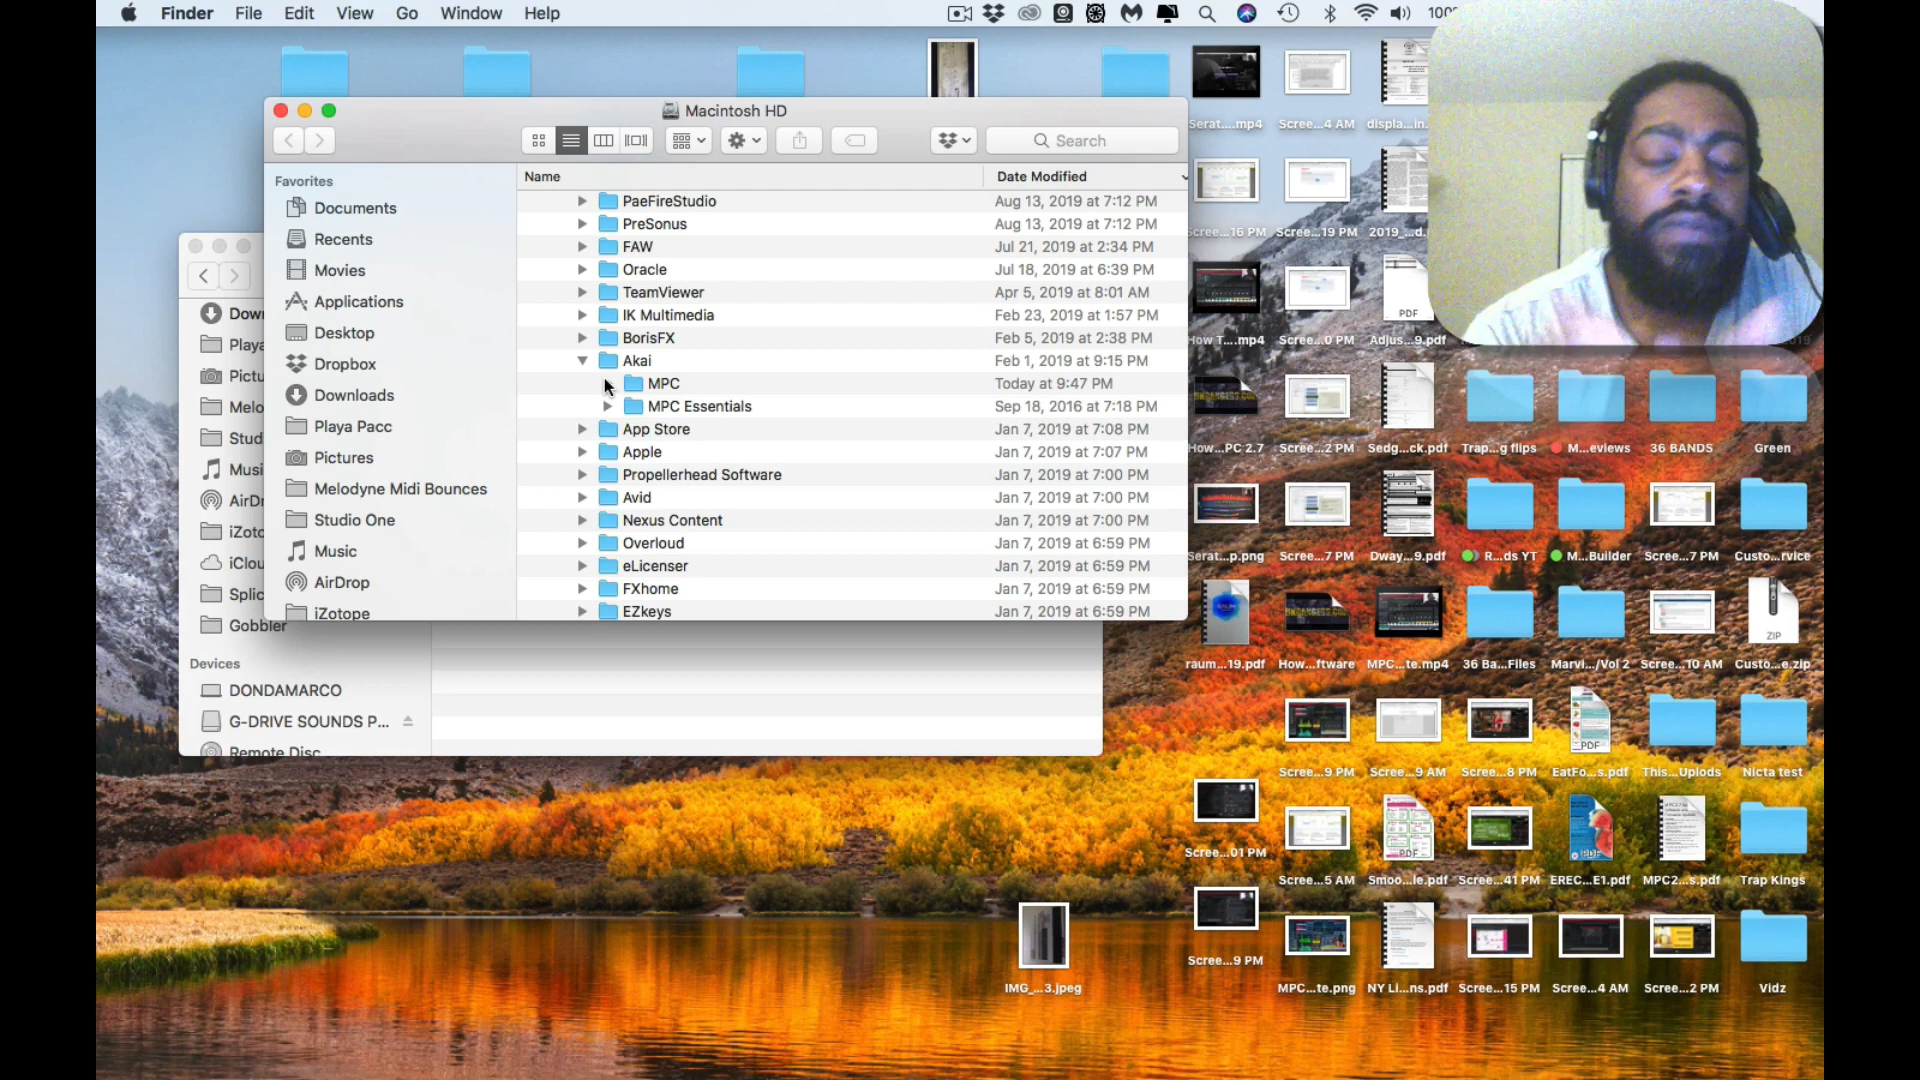 Finder File Edit View Go Window Help
Macintosh HD
Search
Favorites
Documents
Recents
Movies
Applications
Desktop
Dropbox
Downloads
Playa Pacc
Pictures
Melodyne Midi Bounces
Studio One
Music
AirDrop
iZotope
Name Date Modified
PaeFireStudio Aug 13, 2019 at 7:12 PM
PreSonus Aug 13, 2019 at 7:12 PM
FAW Jul 21, 2019 at 2:34 PM
Oracle Jul 18, 2019 at 6:39 PM
TeamViewer Apr 5, 2019 at 8:01 AM
IK Multimedia Feb 23, 2019 at 1:57 PM
BorisFX Feb 5, 2019 at 2:38 PM
Akai Feb 1, 2019 at 9:15 PM
MPC Today at 9:47 PM
MPC Essentials Sep 18, 2016 at 7:18 PM
App Store Jan 7, 2019 at 7:08 PM
Apple Jan 7, 2019 at 7:07 PM
Propellerhead Software Jan 7, 2019 at 7:00 PM
Avid Jan 7, 2019 at 7:00 PM
Nexus Content Jan 7, 2019 at 7:00 PM
Overloud Jan 7, 2019 at 6:59 PM
eLicenser Jan 7, 2019 at 6:59 PM
FXhome Jan 7, 2019 at 6:59 PM
EZkeys Jan 7, 2019 at 6:59 PM
Gobbler
Devices
DONDAMARCO
G-DRIVE SOUNDS P...
Remote Disc
Serat....mp4 Scree...4 AM displa...in.
Scree...16 PM Scree...19 PM
How T....mp4 Scree...0 PM Adjus...9.pdf
PDF
How...PC 2.7 Scree...2 PM Sedg...ck.pdf Trap...g flips M...eviews 36 BANDS Green
Serat...p.png Scree...7 PM Dway...9.pdf R...ds YT M...Builder Scree...7 PM Custo...rvice
ZIP
raum...19.pdf How...ftware MPC...te.mp4 36 Ba...Files Marvi.../Vol 2 Scree...10 AM Custo...e.zip
PDF
Scree...9 PM Scree...9 AM Scree...8 PM EatFo...s.pdf This...Uplods Nicta test
Scree...01 PM
PDF
Scree...5 AM Smoo...le.pdf Scree...41 PM EREC...E1.pdf MPC2...s.pdf Trap Kings
Scree...9 PM
IMG_...3.jpeg MPC...te.png NY Li...ns.pdf Scree...15 PM Scree...4 AM Scree...2 PM Vidz